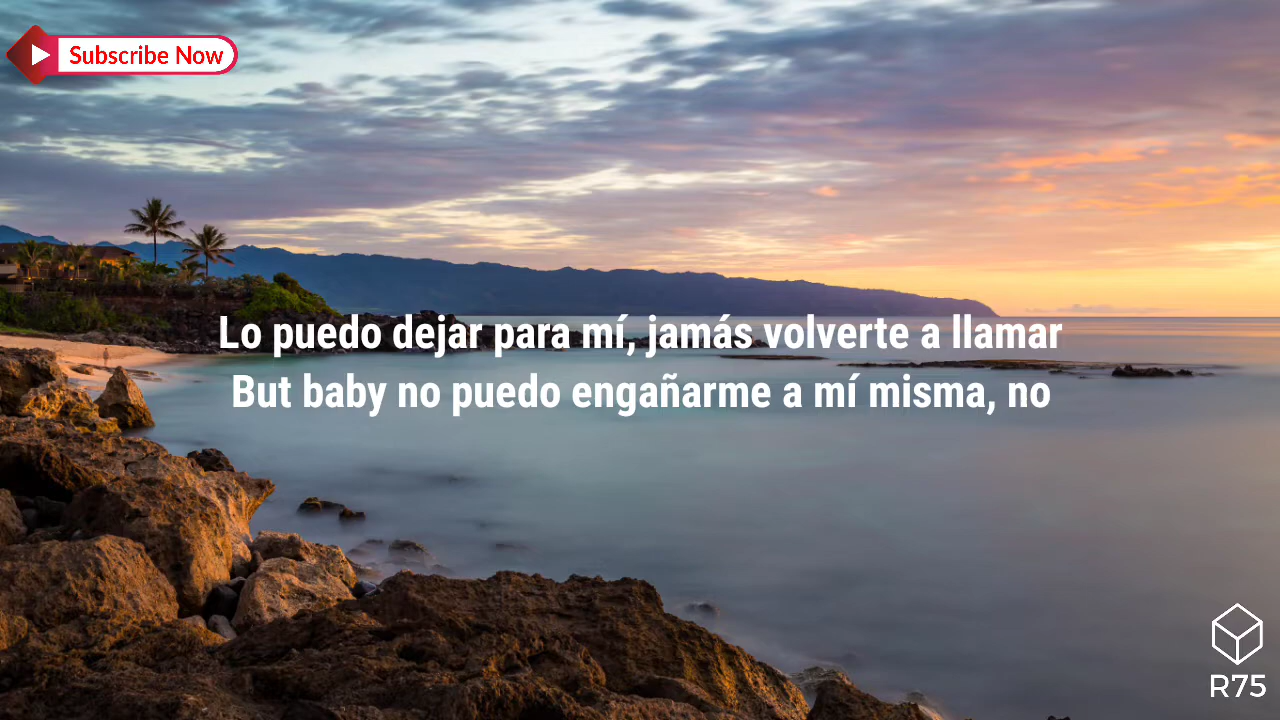 Subscribe Now
Lo puedo dejar para mí, jamás volverte a llamar
But baby no puedo engañarme a mí misma, no
R75